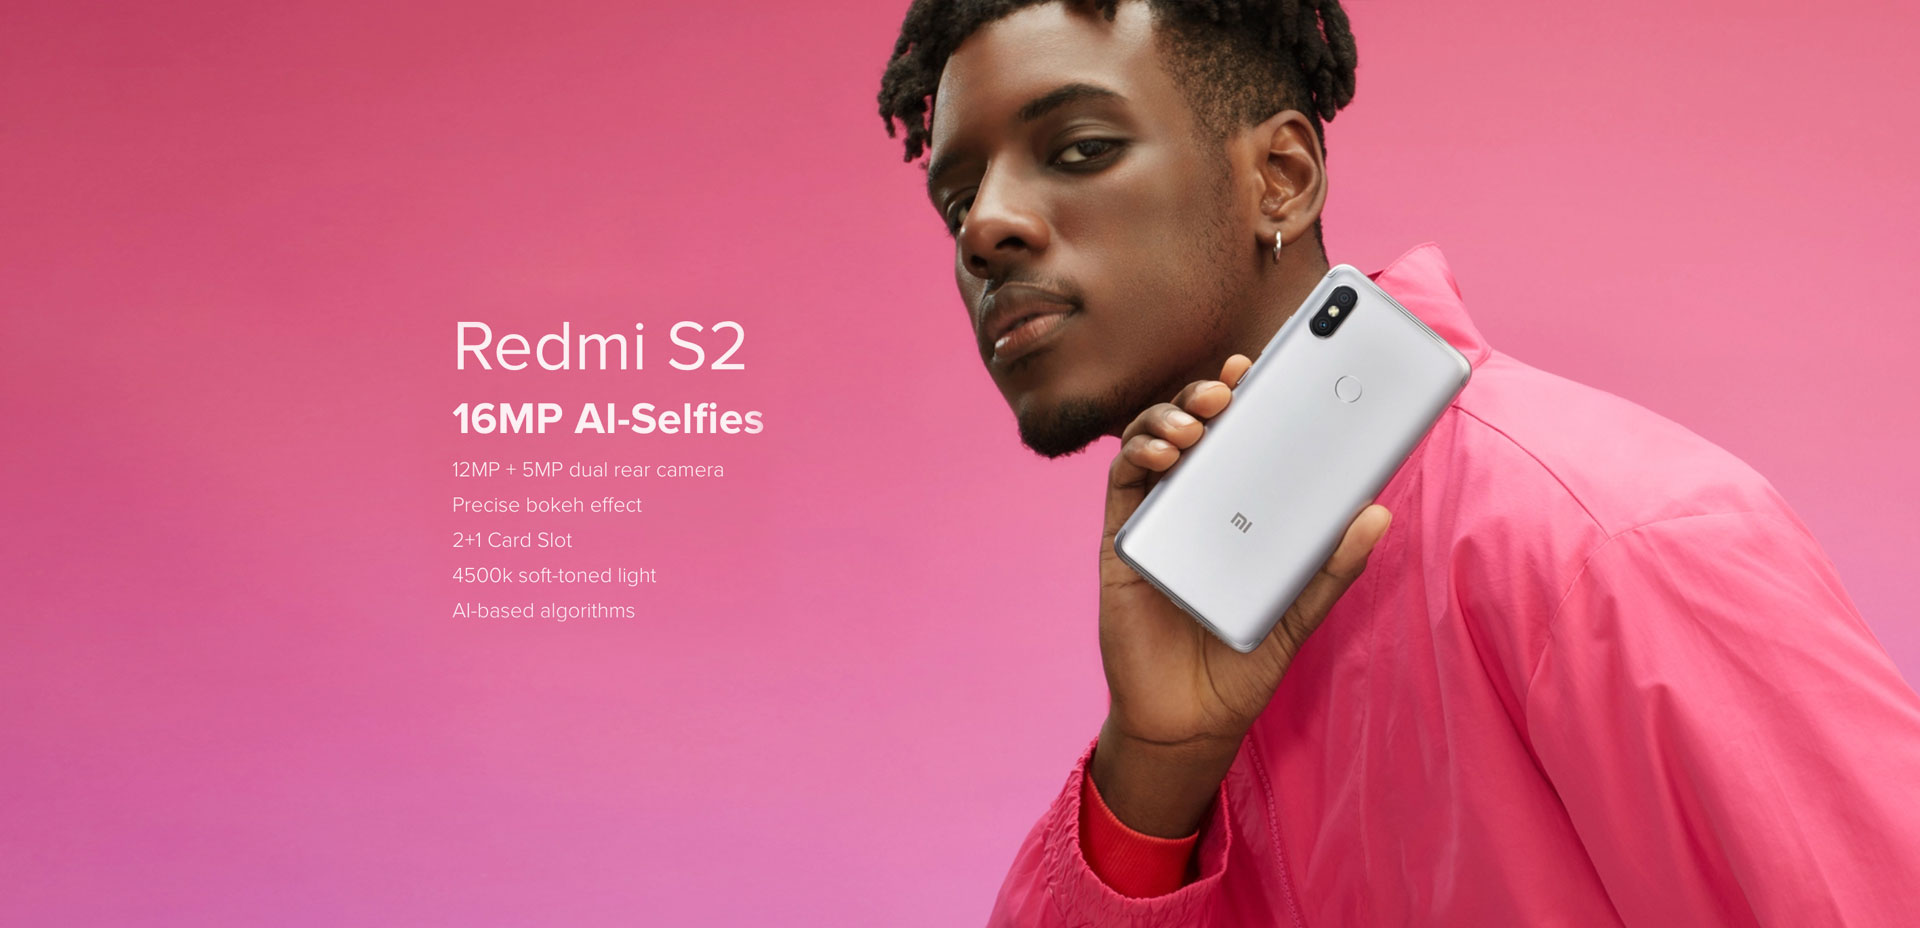 Redmi S2
16MP AI-Selfies
12MP + 5MP dual rear camera
Precise bokeh effect
2+1 Card Slot
4500k soft-toned light
AI-based algorithms
MI